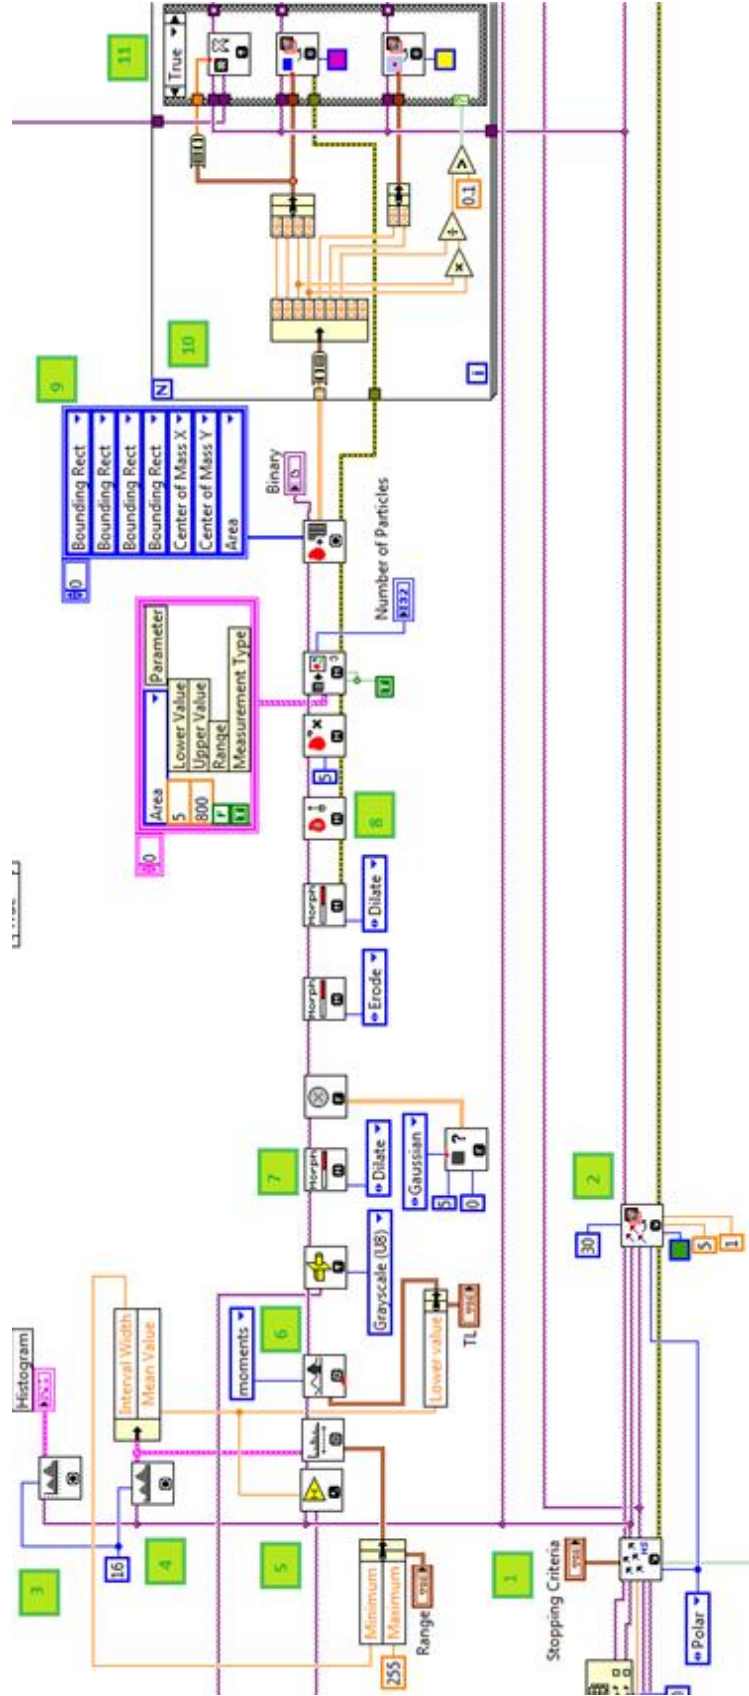 3
Histogram
16
4
Interval Width
Mean Value
5
moments
6
Minimum
Maximum
255
Range
Lower value
TL
Grayscale (U8)
7
Morph
Dilate
Gaussian
5
0
?
Morph
Erode
Morph
Dilate
8
0
Area
Parameter
5
Lower Value
800
Upper Value
F
Range
Measurement Type
5
Number of Particles
0
Bounding Rect
Bounding Rect
Bounding Rect
Bounding Rect
Center of Mass X
Center of Mass Y
Area
9
Binary
N
10
i
0.1
11
True
1
Stopping Criteria
HS
Polar
2
30
5
1